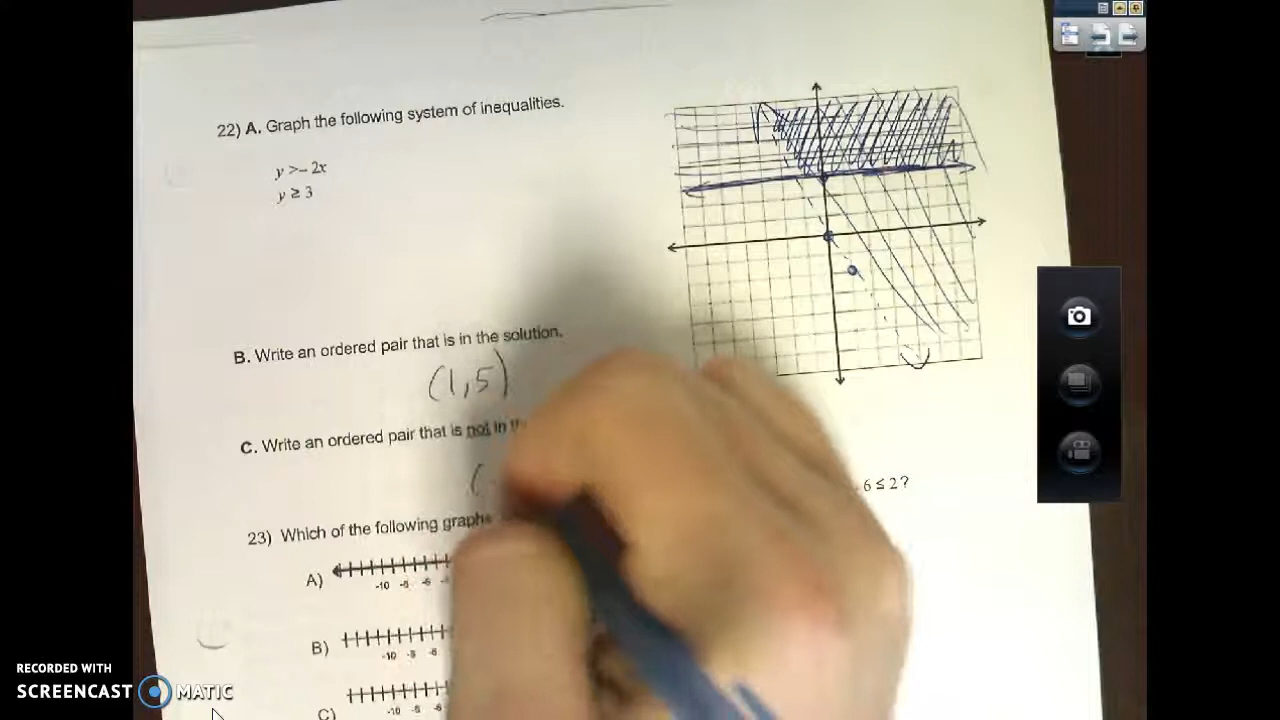 22) A. Graph the following system of inequalities.
y >- 2x
y ≥ 3
B. Write an ordered pair that is in the solution.
(1,5)
C. Write an ordered pair that is not in
(
6 ≤ 2?
23) Which of the following graphs
A)
-10 -8 -6
B)
-10 -8 -6
C)
-10 -8 -6
RECORDED WITH
SCREENCAST MATIC